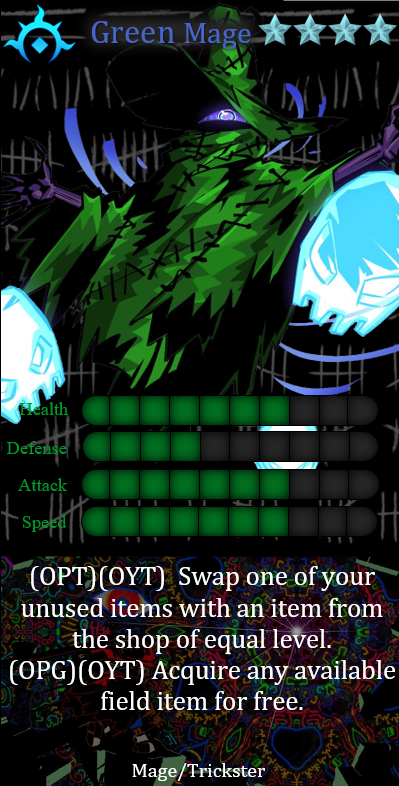 Green Mage
Health
Defense
Attack
Speed
(OPT)(OYT) Swap one of your
unused items with an item from
the shop of equal level.
(OPG)(OYT) Acquire any available
field item for free.
Mage/Trickster